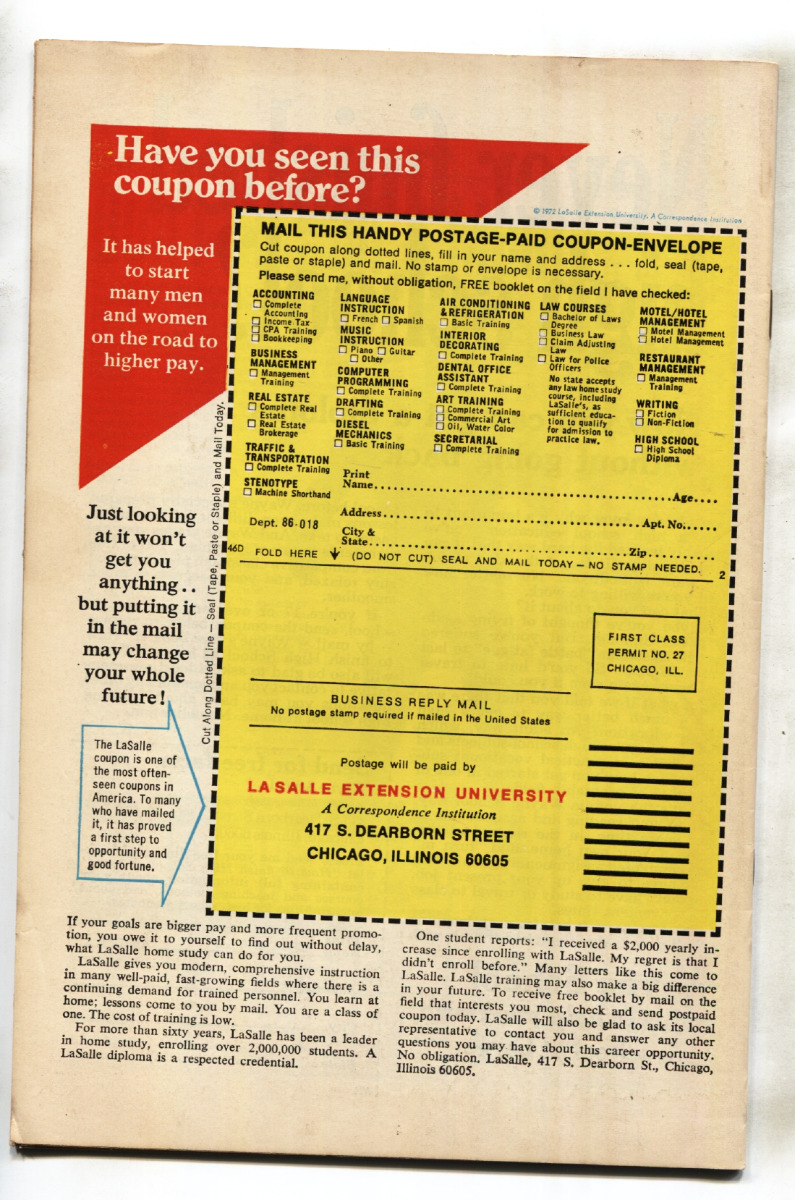 Have you seen this
coupon before?
It has helped
to start
many men
and women
on the road to
higher pay.
Just looking
at it won't
get you
anything..
but putting it
in the mail
may change
your whole
future!
The LaSalle
coupon is one of
the most often-
seen coupons in
America. To many
who have mailed
it, it has proved
a first step to
opportunity and
good fortune.
© 1972 LaSalle Extension University, A Correspondence Institution
MAIL THIS HANDY POSTAGE-PAID COUPON-ENVELOPE
Cut coupon along dotted lines, fill in your name and address . . . fold, seal (tape,
paste or staple) and mail. No stamp or envelope is necessary.
Please send me, without obligation, FREE booklet on the field I have checked:
ACCOUNTING
☐ Complete
Accounting
☐ Income Tax
☐ CPA Training
☐ Bookkeeping
BUSINESS
MANAGEMENT
☐ Management
Training
REAL ESTATE
☐ Complete Real
Estate
☐ Real Estate
Brokerage
TRAFFIC &
TRANSPORTATION
☐ Complete Training
STENOTYPE
☐ Machine Shorthand
LANGUAGE
INSTRUCTION
☐ French ☐ Spanish
MUSIC
INSTRUCTION
☐ Piano ☐ Guitar
☐ Other
COMPUTER
PROGRAMMING
☐ Complete Training
DRAFTING
☐ Complete Training
DIESEL
MECHANICS
☐ Basic Training
AIR CONDITIONING
& REFRIGERATION
☐ Basic Training
INTERIOR
DECORATING
☐ Complete Training
DENTAL OFFICE
ASSISTANT
☐ Complete Training
ART TRAINING
☐ Complete Training
☐ Commercial Art
☐ Oil, Water Color
SECRETARIAL
☐ Complete Training
LAW COURSES
☐ Bachelor of Laws
Degree
☐ Business Law
☐ Claim Adjusting
Law
☐ Law for Police
Officers
No state accepts
any law home study
course, including
LaSalle's, as
sufficient educa-
tion to qualify
for admission to
practice law.
MOTEL/HOTEL
MANAGEMENT
☐ Motel Management
☐ Hotel Management
RESTAURANT
MANAGEMENT
☐ Management
Training
WRITING
☐ Fiction
☐ Non-Fiction
HIGH SCHOOL
☐ High School
Diploma
Print
Name...Age....
Address...Apt. No......
Dept. 86-018
City &
State...Zip........
46D FOLD HERE ↓ (DO NOT CUT) SEAL AND MAIL TODAY — NO STAMP NEEDED. 2
Cut Along Dotted Line — Seal (Tape, Paste or Staple) and Mail Today.
FIRST CLASS
PERMIT NO. 27
CHICAGO, ILL.
BUSINESS REPLY MAIL
No postage stamp required if mailed in the United States
Postage will be paid by
LA SALLE EXTENSION UNIVERSITY
A Correspondence Institution
417 S. DEARBORN STREET
CHICAGO, ILLINOIS 60605
If your goals are bigger pay and more frequent promo-
tion, you owe it to yourself to find out without delay,
what LaSalle home study can do for you.
LaSalle gives you modern, comprehensive instruction
in many well-paid, fast-growing fields where there is a
continuing demand for trained personnel. You learn at
home; lessons come to you by mail. You are a class of
one. The cost of training is low.
For more than sixty years, LaSalle has been a leader
in home study, enrolling over 2,000,000 students. A
LaSalle diploma is a respected credential.
One student reports: "I received a $2,000 yearly in-
crease since enrolling with LaSalle. My regret is that I
didn't enroll before." Many letters like this come to
LaSalle. LaSalle training may also make a big difference
in your future. To receive free booklet by mail on the
field that interests you most, check and send postpaid
coupon today. LaSalle will also be glad to ask its local
representative to contact you and answer any other
questions you may have about this career opportunity.
No obligation. LaSalle, 417 S. Dearborn St., Chicago,
Illinois 60605.